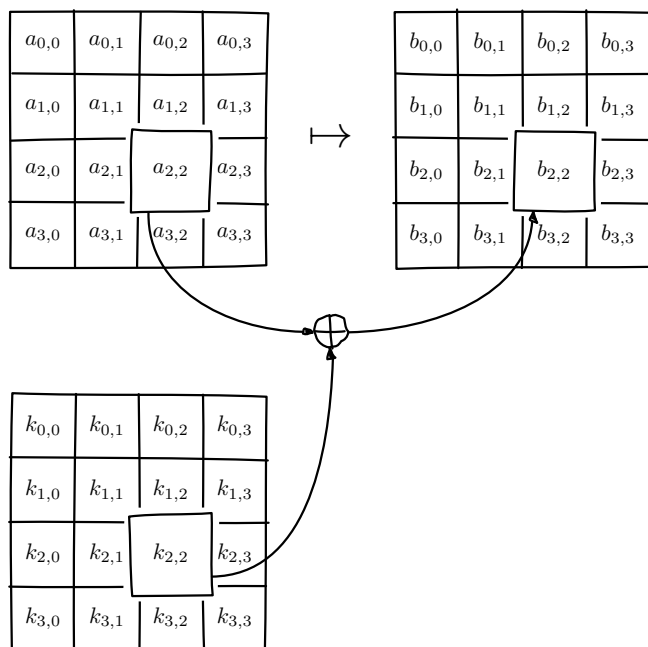 a0,0 a0,1 a0,2 a0,3 b0,0 b0,1 b0,2 b0,3
a1,0 a1,1 a1,2 a1,3 ↦ b1,0 b1,1 b1,2 b1,3
a2,0 a2,1 a2,2 a2,3 b2,0 b2,1 b2,2 b2,3
a3,0 a3,1 a3,2 a3,3 b3,0 b3,1 b3,2 b3,3
⊕
k0,0 k0,1 k0,2 k0,3
k1,0 k1,1 k1,2 k1,3
k2,0 k2,1 k2,2 k2,3
k3,0 k3,1 k3,2 k3,3